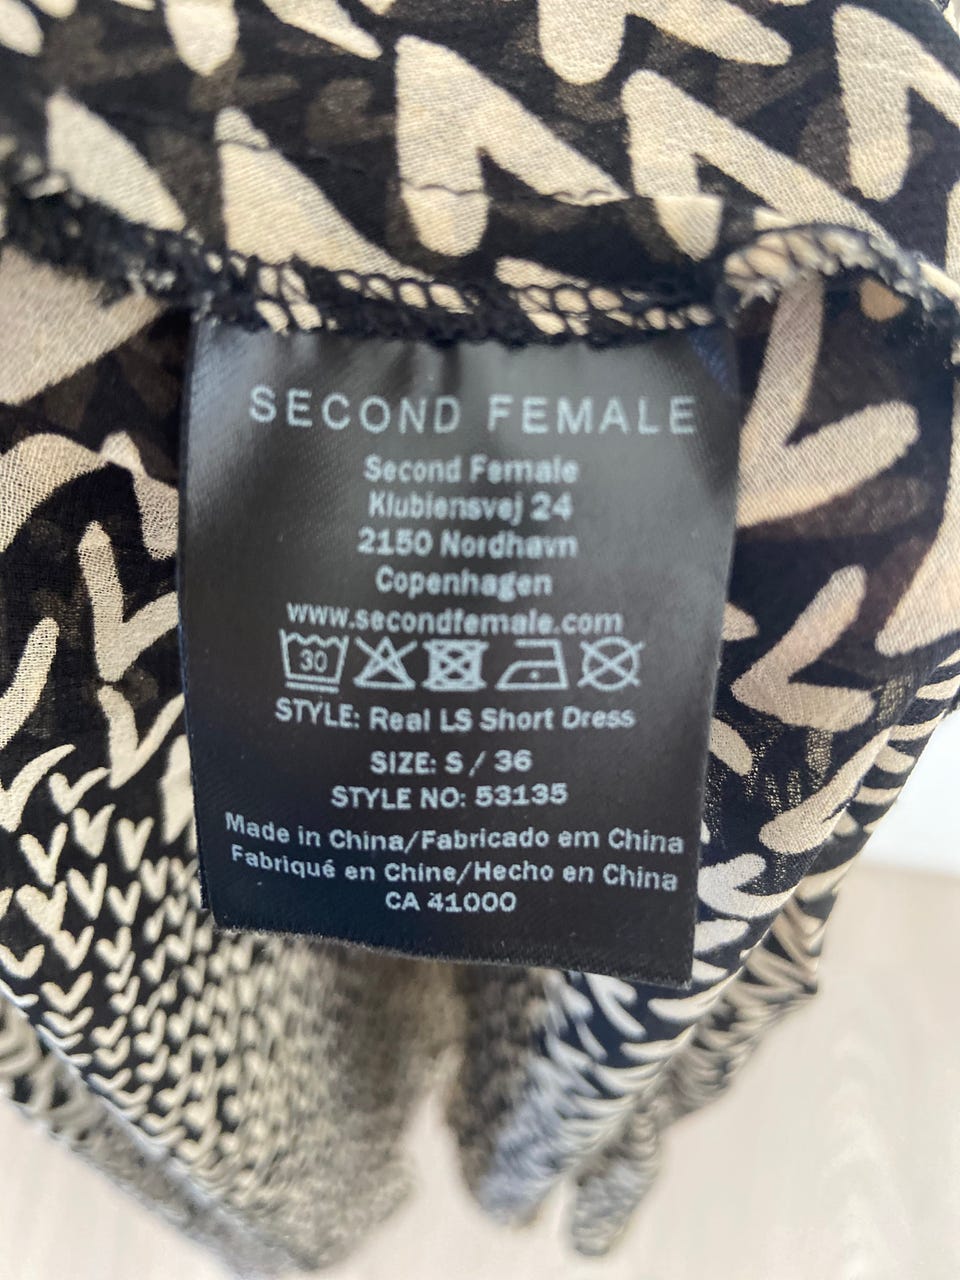 SECOND FEMALE
Second Female
Klubiensvej 24
2150 Nordhavn
Copenhagen
www.secondfemale.com
30
STYLE: Real LS Short Dress
SIZE: S / 36
STYLE NO: 53135
Made in China/Fabricado em China
Fabriqué en Chine/Hecho en China
CA 41000